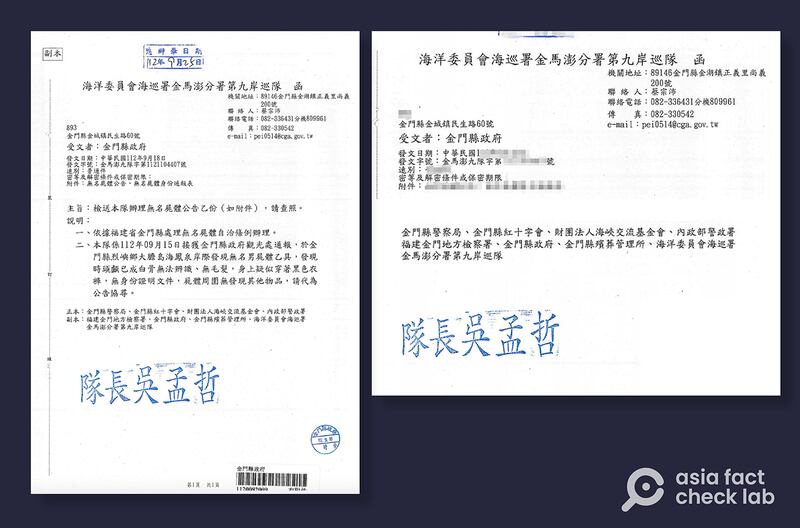 副本
112年9月25日
海洋委員會海巡署金馬澎分署第九岸巡隊 函
機關地址：89146金門縣金湖鎮正義里尚義
200號
聯 絡 人：蔡宗沛
聯絡電話：082-336431分機809961
傳 真：082-330542
e-mail：pei0514@cga.gov.tw
893
金門縣金城鎮民生路60號
受文者：金門縣政府
發文日期：中華民國112年9月18日
發文字號：金馬澎九隊字第1121104407號
速別：普通件
密等及解密條件或保密期限：
附件：無名屍體公告、無名屍體身份通報表
主旨：檢送本隊辦理無名屍體公告乙份（如附件），請查照。
說明：
一、依據福建省金門縣處理無名屍體自治條例辦理。
二、本隊係112年09月15日接獲金門縣政府觀光處通報，於金
門縣烈嶼鄉大膽島海鳳泉岸際發現無名男屍體乙具，發現
時頭顱已成白骨無法辨識、無毛髮，身上疑似穿著黑色衣
褲，無身份證明文件，屍體周圍無發現其他物品，請代為
公告協尋。
正本：金門縣警察局、金門縣紅十字會、財團法人海峽交流基金會、內政部警政署
副本：福建金門地方檢察署、金門縣政府、金門縣殯葬管理所、海洋委員會海巡署
金馬澎分署第九岸巡隊
隊長吳孟哲
第1頁 共1頁
金門縣政府
海洋委員會海巡署金馬澎分署第九岸巡隊 函
機關地址：89146金門縣金湖鎮正義里尚義
200號
聯 絡 人：蔡宗沛
聯絡電話：082-336431分機809961
傳 真：082-330542
e-mail：pei0514@cga.gov.tw
金門縣金城鎮民生路60號
受文者：金門縣政府
發文日期：中華民國
發文字號：金馬澎九隊字第 號
速別：
密等及解密條件或保密期限
附件：
金門縣警察局、金門縣紅十字會、財團法人海峽交流基金會、內政部警政署
福建金門地方檢察署、金門縣政府、金門縣殯葬管理所、海洋委員會海巡署
金馬澎分署第九岸巡隊
隊長吳孟哲
asia fact
check lab